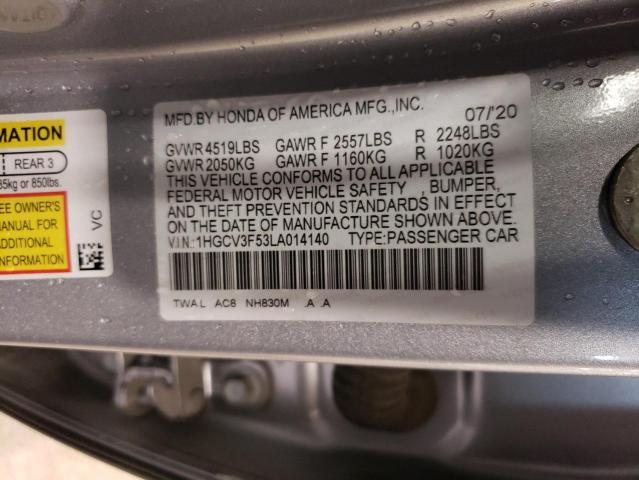 MFD.BY HONDA OF AMERICA MFG.,INC. 07/'20
GVWR 4519LBS GAWR F 2557LBS R 2248LBS
GVWR 2050KG GAWR F 1160KG R 1020KG
THIS VEHICLE CONFORMS TO ALL APPLICABLE
FEDERAL MOTOR VEHICLE SAFETY , BUMPER,
AND THEFT PREVENTION STANDARDS IN EFFECT
ON THE DATE OF MANUFACTURE SHOWN ABOVE.
V.I.N.:1HGCV3F53LA014140 TYPE:PASSENGER CAR
TWA L AC8 NH830M .A .A
MATION
REAR 3
85kg or 850lbs.
EE OWNER'S
MANUAL FOR
ADDITIONAL
INFORMATION
VC